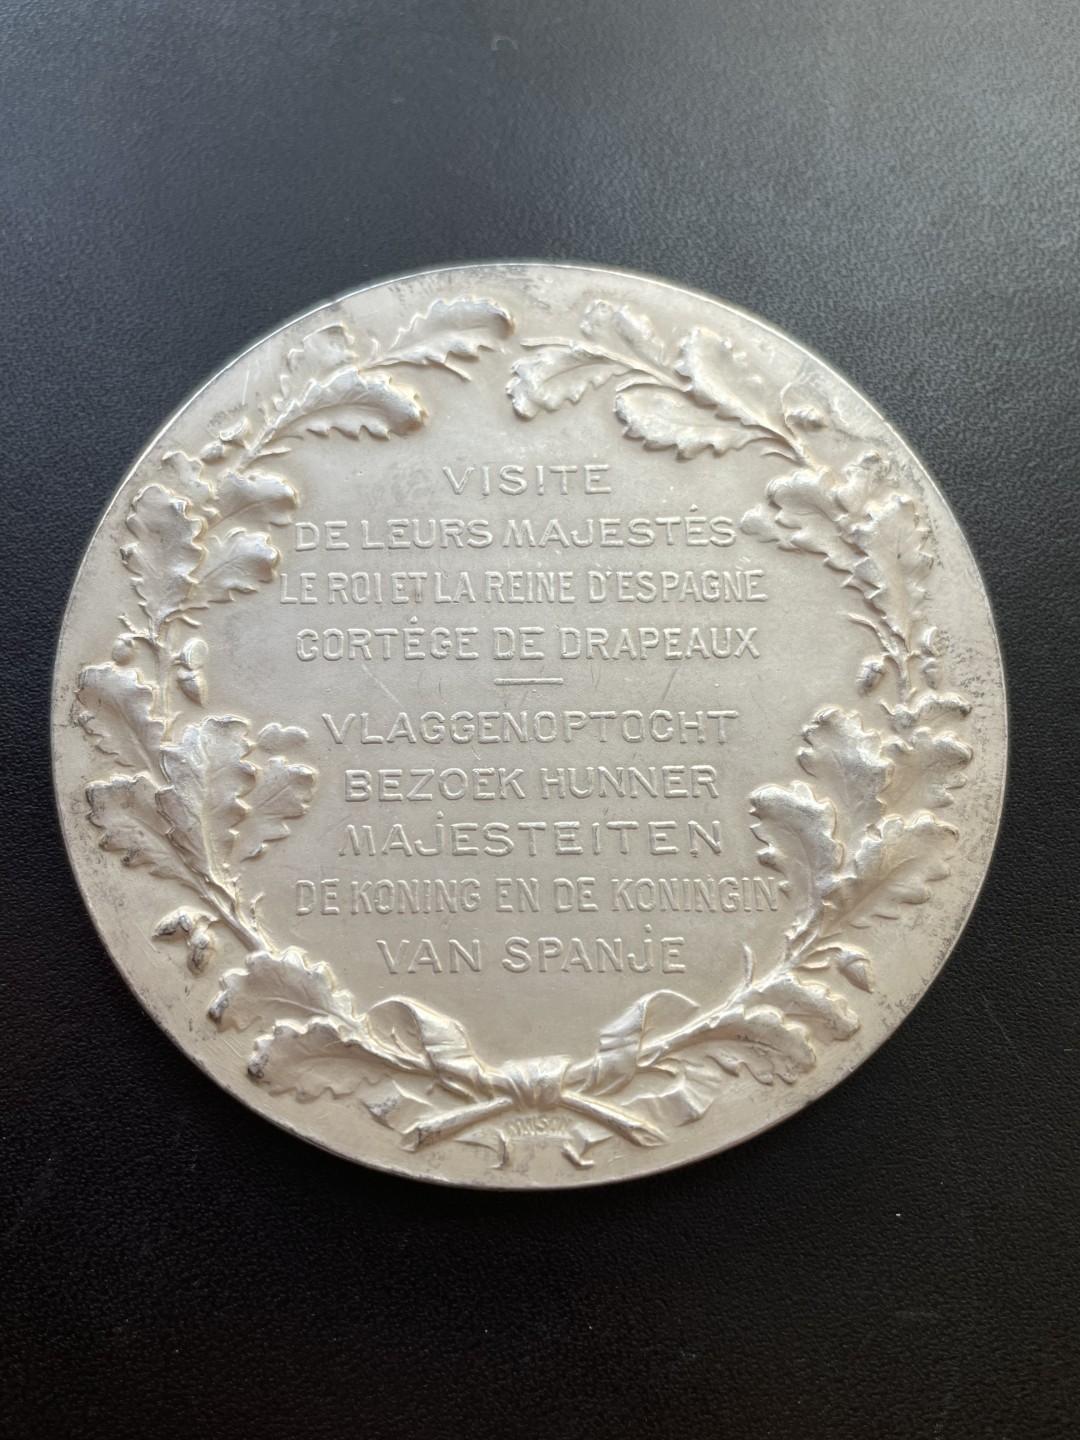 VISITE
DE LEURS MAJESTÉS
LE ROI ET LA REINE D'ESPAGNE
CORTÉGE DE DRAPEAUX
VLAGGENOPTOCHT
BEZOEK HUNNER
MAJESTEITEN
DE KONING EN DE KONINGIN
VAN SPANJE